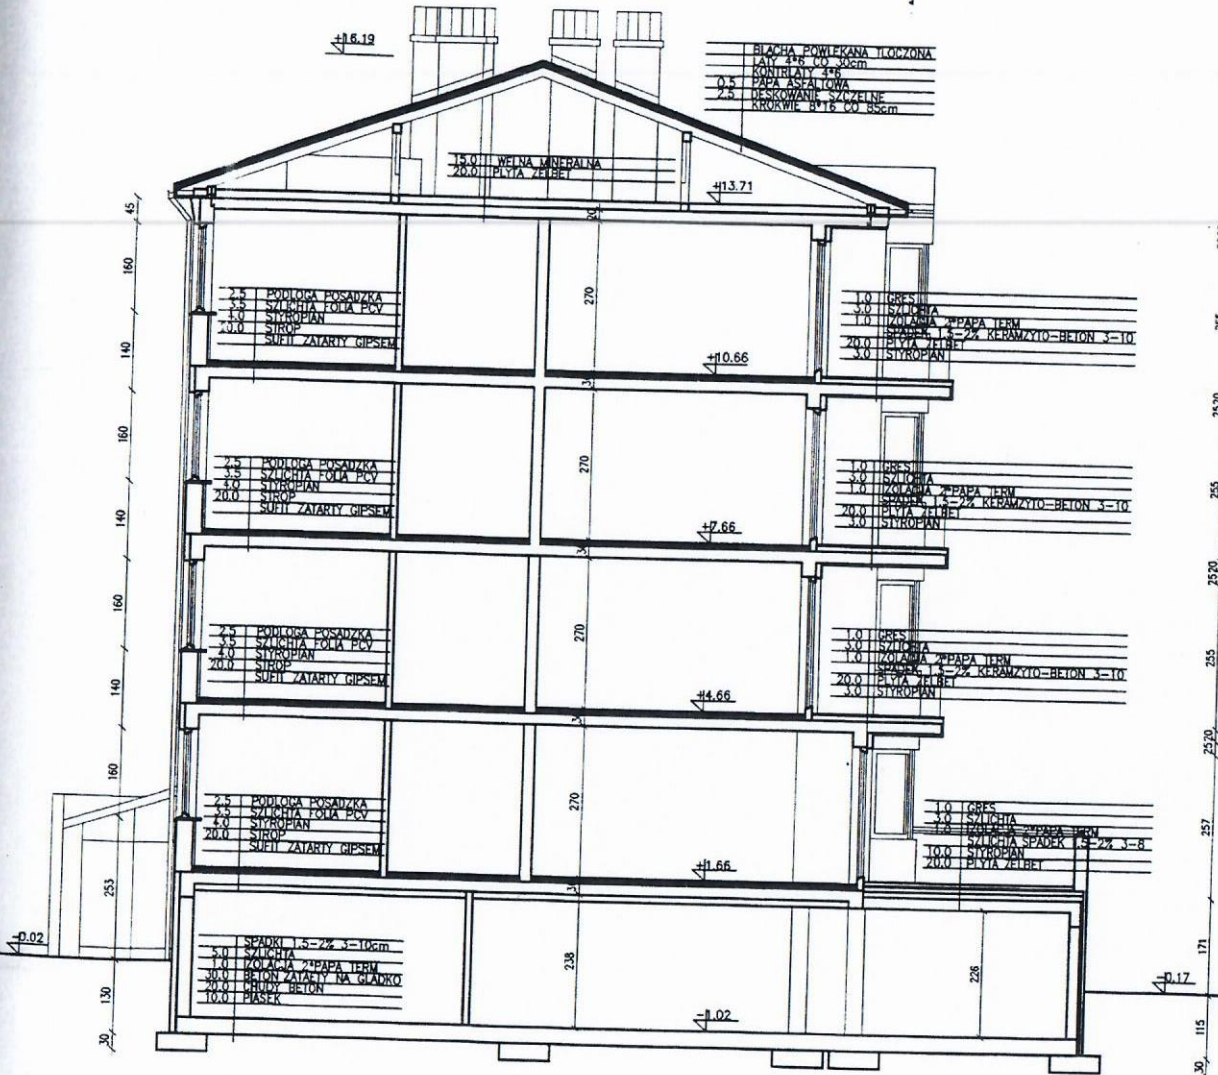 +16.19
BLACHA POWLEKANA TŁOCZONA
ŁATY 4*6 CO 30cm
KONTRŁATY 4*6
0.5 PAPA ASFALTOWA
2.5 DESKOWANIE SZCZELNE
KROKWIE 8*16 CO 85cm
15.0 WEŁNA MINERALNA
20.0 PŁYTA ŻELBET
+13.71
45
20
160
270
2.5 PODŁOGA POSADZKA
3.5 SZLICHTA FOLIA PCV
4.0 STYROPIAN
20.0 STROP
SUFIT ZATARTY GIPSEM
1.0 GRES
3.0 SZLICHTA
1.0 IZOLACJA 2*PAPA TERM
SPADEK 1.5-2% KERAMZYTO-BETON 3-10
20.0 PŁYTA ŻELBET
3.0 STYROPIAN
140
+10.66
160
270
2520
2.5 PODŁOGA POSADZKA
3.5 SZLICHTA FOLIA PCV
4.0 STYROPIAN
20.0 STROP
SUFIT ZATARTY GIPSEM
1.0 GRES
3.0 SZLICHTA
1.0 IZOLACJA 2*PAPA TERM
SPADEK 1.5-2% KERAMZYTO-BETON 3-10
20.0 PŁYTA ŻELBET
3.0 STYROPIAN
255
140
+7.66
160
270
2520
2.5 PODŁOGA POSADZKA
3.5 SZLICHTA FOLIA PCV
4.0 STYROPIAN
20.0 STROP
SUFIT ZATARTY GIPSEM
1.0 GRES
3.0 SZLICHTA
1.0 IZOLACJA 2*PAPA TERM
SPADEK 1.5-2% KERAMZYTO-BETON 3-10
20.0 PŁYTA ŻELBET
3.0 STYROPIAN
255
140
+4.66
2520
160
270
2.5 PODŁOGA POSADZKA
3.5 SZLICHTA FOLIA PCV
4.0 STYROPIAN
20.0 STROP
SUFIT ZATARTY GIPSEM
1.0 GRES
3.0 SZLICHTA
1.0 IZOLACJA 2*PAPA TERM
SZLICHTA SPADEK 1.5-2% 3-8
10.0 STYROPIAN
20.0 PŁYTA ŻELBET
257
+1.66
253
-0.02
SPADKI 1.5-2% 3-10cm
5.0 SZLICHTA
1.0 IZOLACJA 2*PAPA TERM
30.0 BETON ZATARTY NA GŁADKO
20.0 CHUDY BETON
10.0 PIASEK
238
226
171
-0.17
130
-1.02
115
30
30